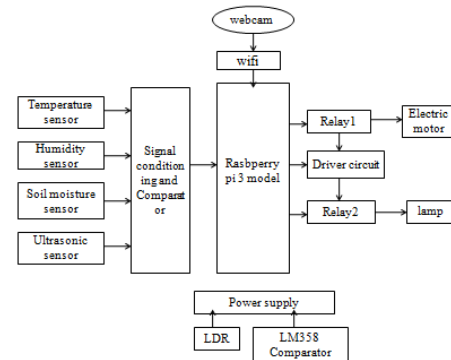 webcam
wifi
Temperature
sensor
Humidity
sensor
Soil moisture
sensor
Ultrasonic
sensor
Signal
condition
ing and
Comparat
or
Rasbperry
pi 3 model
Relay1
Driver circuit
Relay2
Electric
motor
lamp
Power supply
LDR
LM358
Comparator